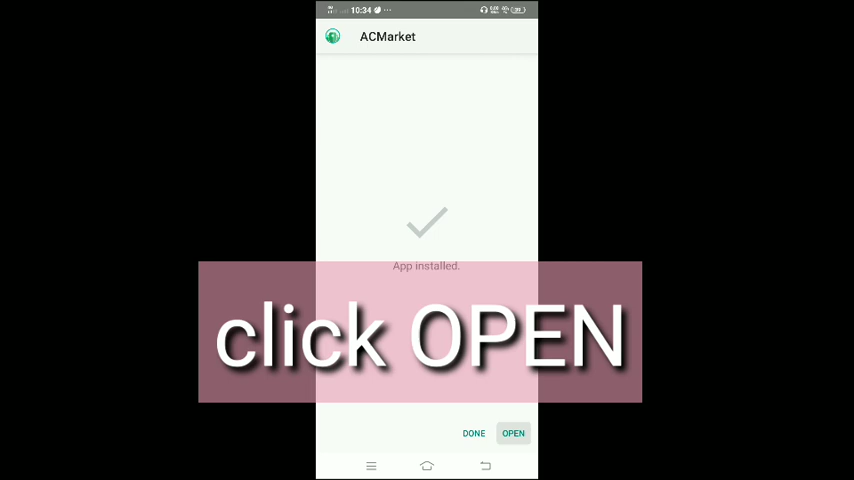 10:34
ACMarket
App installed.
click OPEN
DONE OPEN